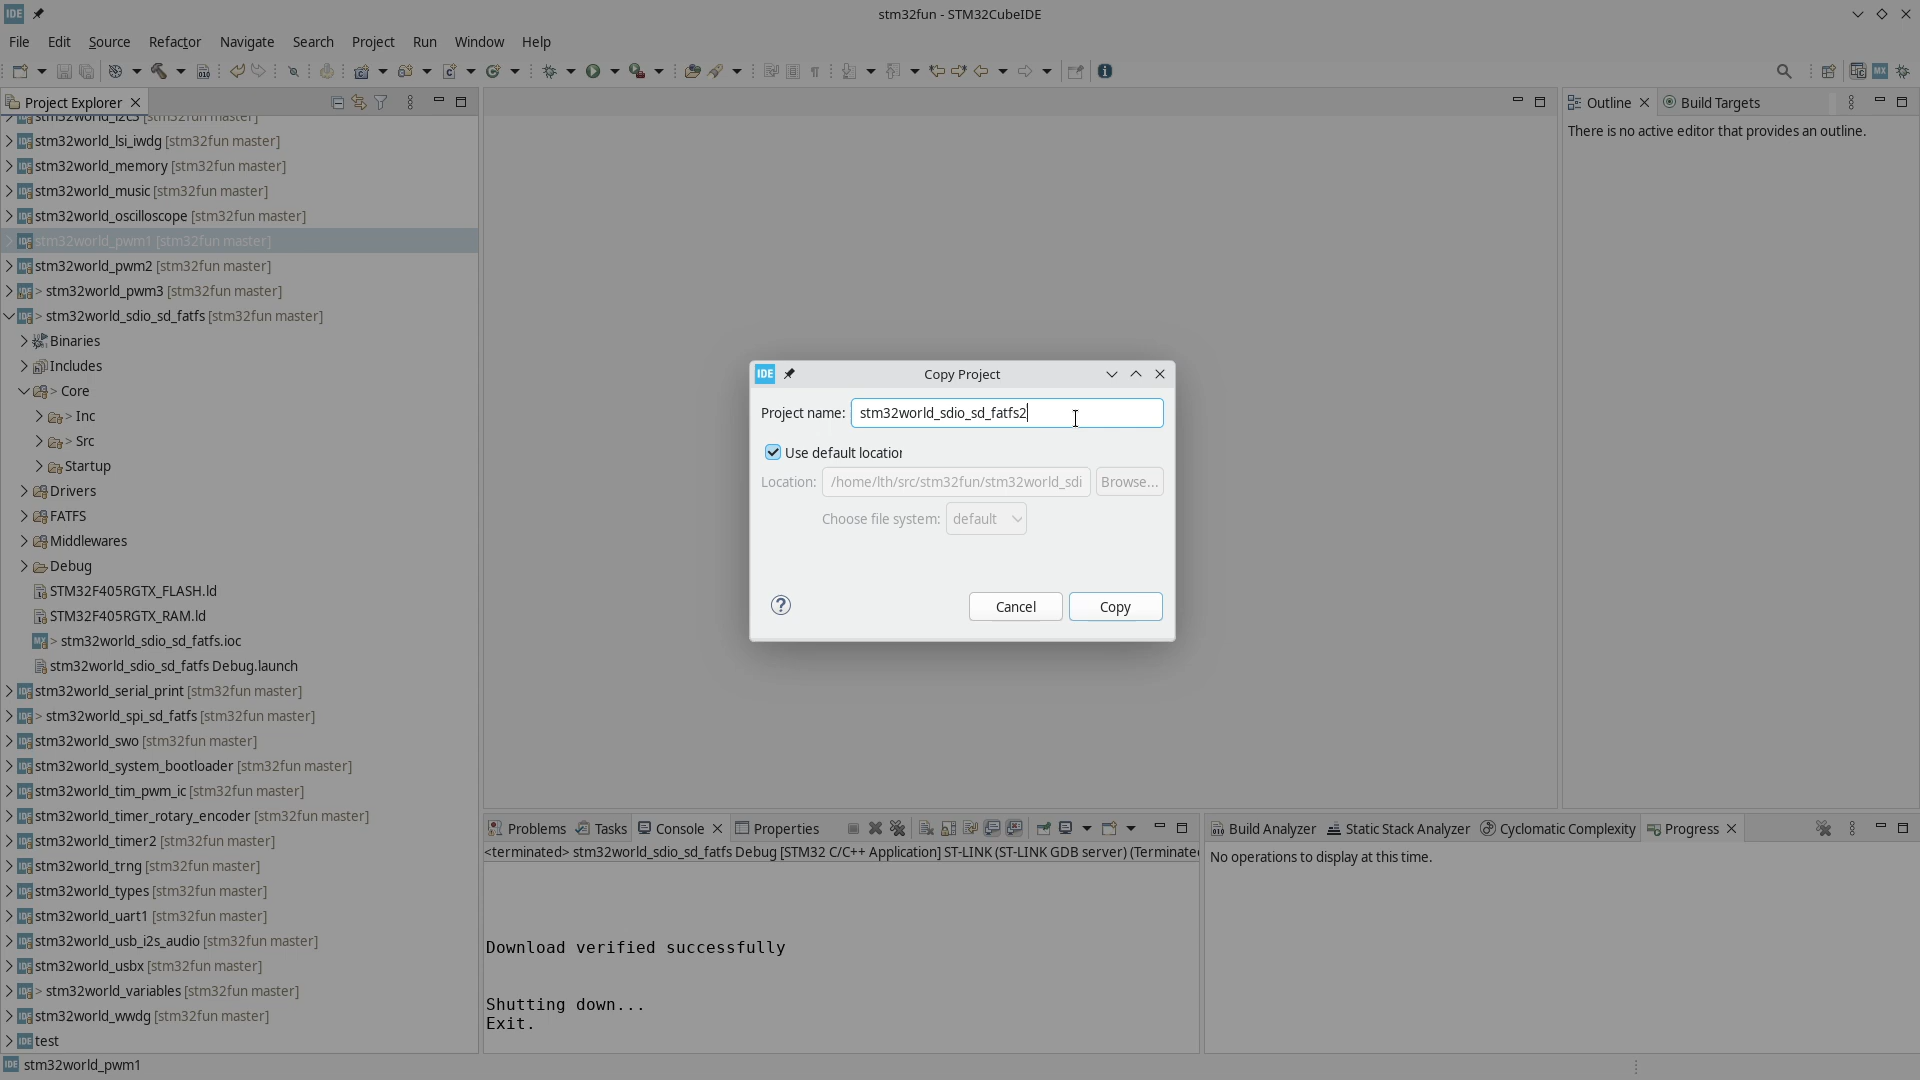 IDE
stm32fun - STM32CubeIDE
File Edit Source Refactor Navigate Search Project Run Window Help
Project Explorer
stm32world_i2c3 [stm32fun master]
stm32world_lsi_iwdg [stm32fun master]
stm32world_memory [stm32fun master]
stm32world_music [stm32fun master]
stm32world_oscilloscope [stm32fun master]
stm32world_pwm1 [stm32fun master]
stm32world_pwm2 [stm32fun master]
> stm32world_pwm3 [stm32fun master]
> stm32world_sdio_sd_fatfs [stm32fun master]
Binaries
Includes
> Core
> Inc
> Src
> Startup
Drivers
FATFS
Middlewares
Debug
STM32F405RGTX_FLASH.ld
STM32F405RGTX_RAM.ld
> stm32world_sdio_sd_fatfs.ioc
stm32world_sdio_sd_fatfs Debug.launch
stm32world_serial_print [stm32fun master]
> stm32world_spi_sd_fatfs [stm32fun master]
stm32world_swo [stm32fun master]
stm32world_system_bootloader [stm32fun master]
stm32world_tim_pwm_ic [stm32fun master]
stm32world_timer_rotary_encoder [stm32fun master]
stm32world_timer2 [stm32fun master]
stm32world_trng [stm32fun master]
stm32world_types [stm32fun master]
stm32world_uart1 [stm32fun master]
stm32world_usb_i2s_audio [stm32fun master]
stm32world_usbx [stm32fun master]
> stm32world_variables [stm32fun master]
stm32world_wwdg [stm32fun master]
test
stm32world_pwm1
IDE
Copy Project
Project name: stm32world_sdio_sd_fatfs2
Use default location
Location: /home/lth/src/stm32fun/stm32world_sdi Browse...
Choose file system: default
? Cancel Copy
Outline Build Targets
There is no active editor that provides an outline.
Problems Tasks Console Properties
<terminated> stm32world_sdio_sd_fatfs Debug [STM32 C/C++ Application] ST-LINK (ST-LINK GDB server) (Terminate
Download verified successfully
Shutting down...
Exit.
Build Analyzer Static Stack Analyzer Cyclomatic Complexity Progress
No operations to display at this time.